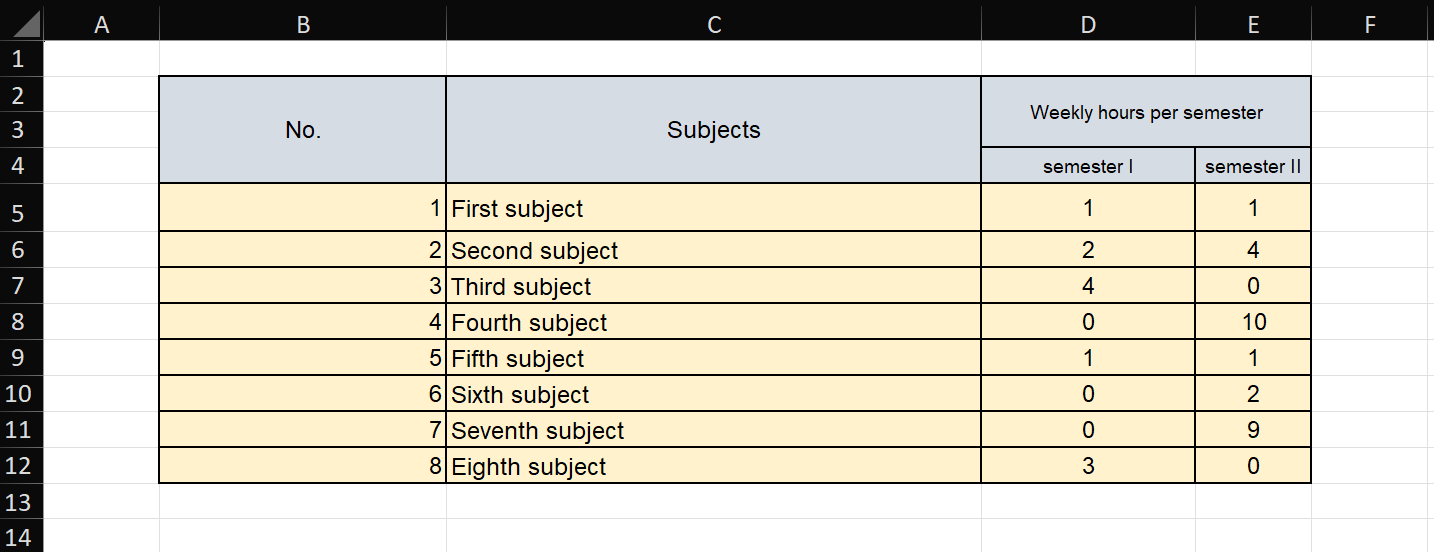 A B C D E F
1
2
3
4
5
6
7
8
9
10
11
12
13
14
No. Subjects Weekly hours per semester
semester I semester II
1 First subject 1 1
2 Second subject 2 4
3 Third subject 4 0
4 Fourth subject 0 10
5 Fifth subject 1 1
6 Sixth subject 0 2
7 Seventh subject 0 9
8 Eighth subject 3 0